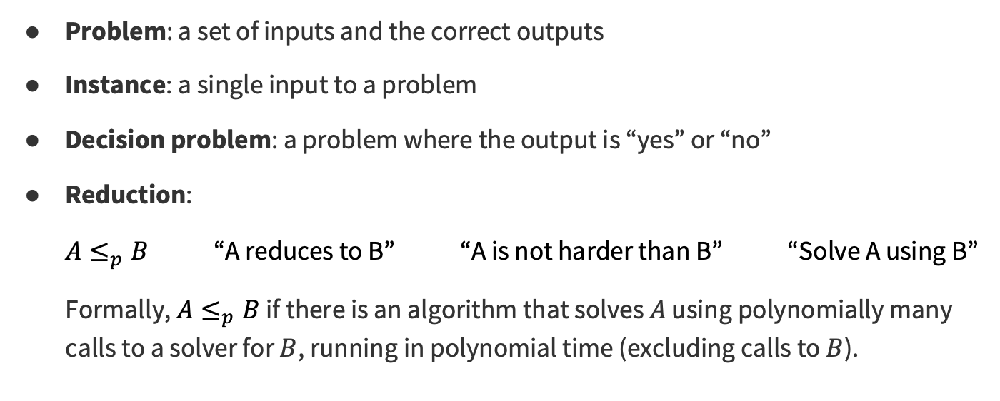 ● Problem: a set of inputs and the correct outputs
● Instance: a single input to a problem
● Decision problem: a problem where the output is “yes” or “no”
● Reduction:
A ≤p B “A reduces to B” “A is not harder than B” “Solve A using B”
Formally, A ≤p B if there is an algorithm that solves A using polynomially many
calls to a solver for B, running in polynomial time (excluding calls to B).